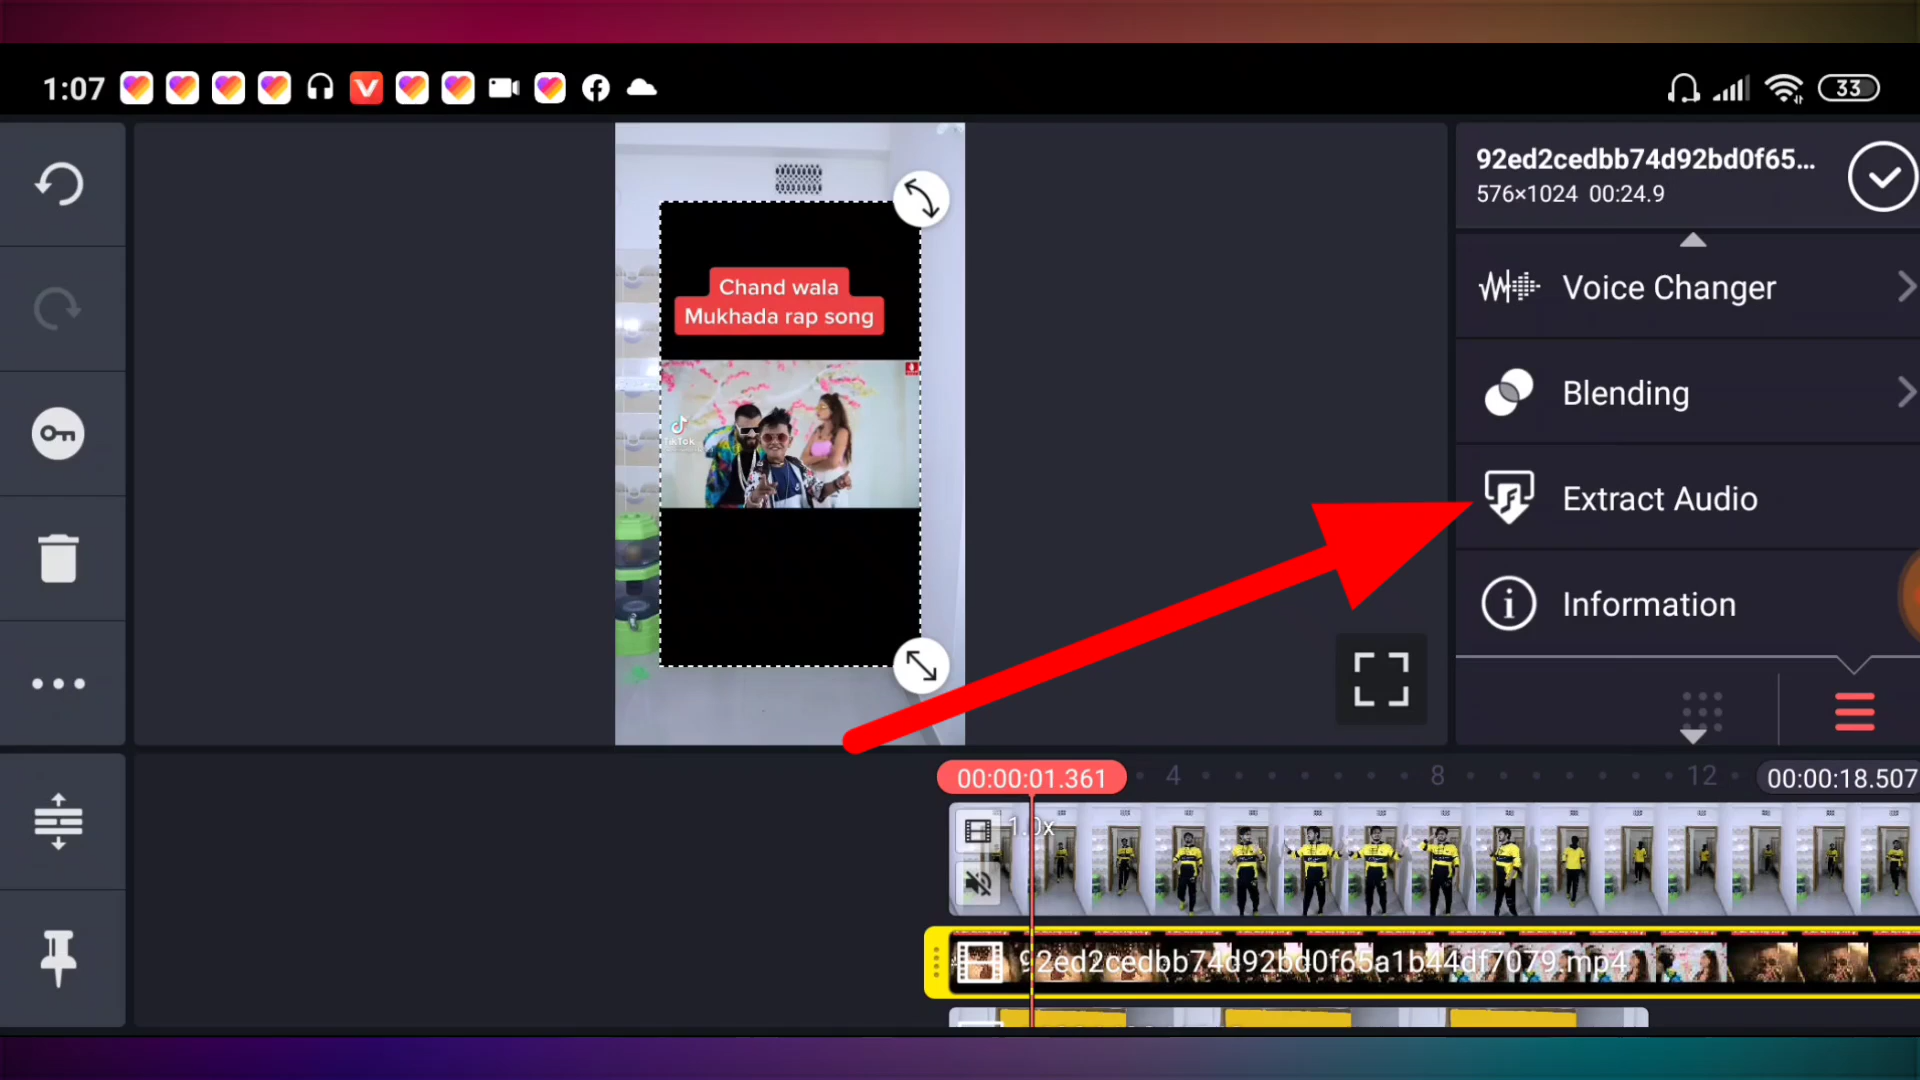 1:07
33
92ed2cedbb74d92bd0f65...
576×1024 00:24.9
Chand wala
Mukhada rap song
TikTok
Voice Changer
Blending
Extract Audio
Information
00:00:01.361
4
8
12
00:00:18.507
1.0x
92ed2cedbb74d92bd0f65a1b44df7079.mp4